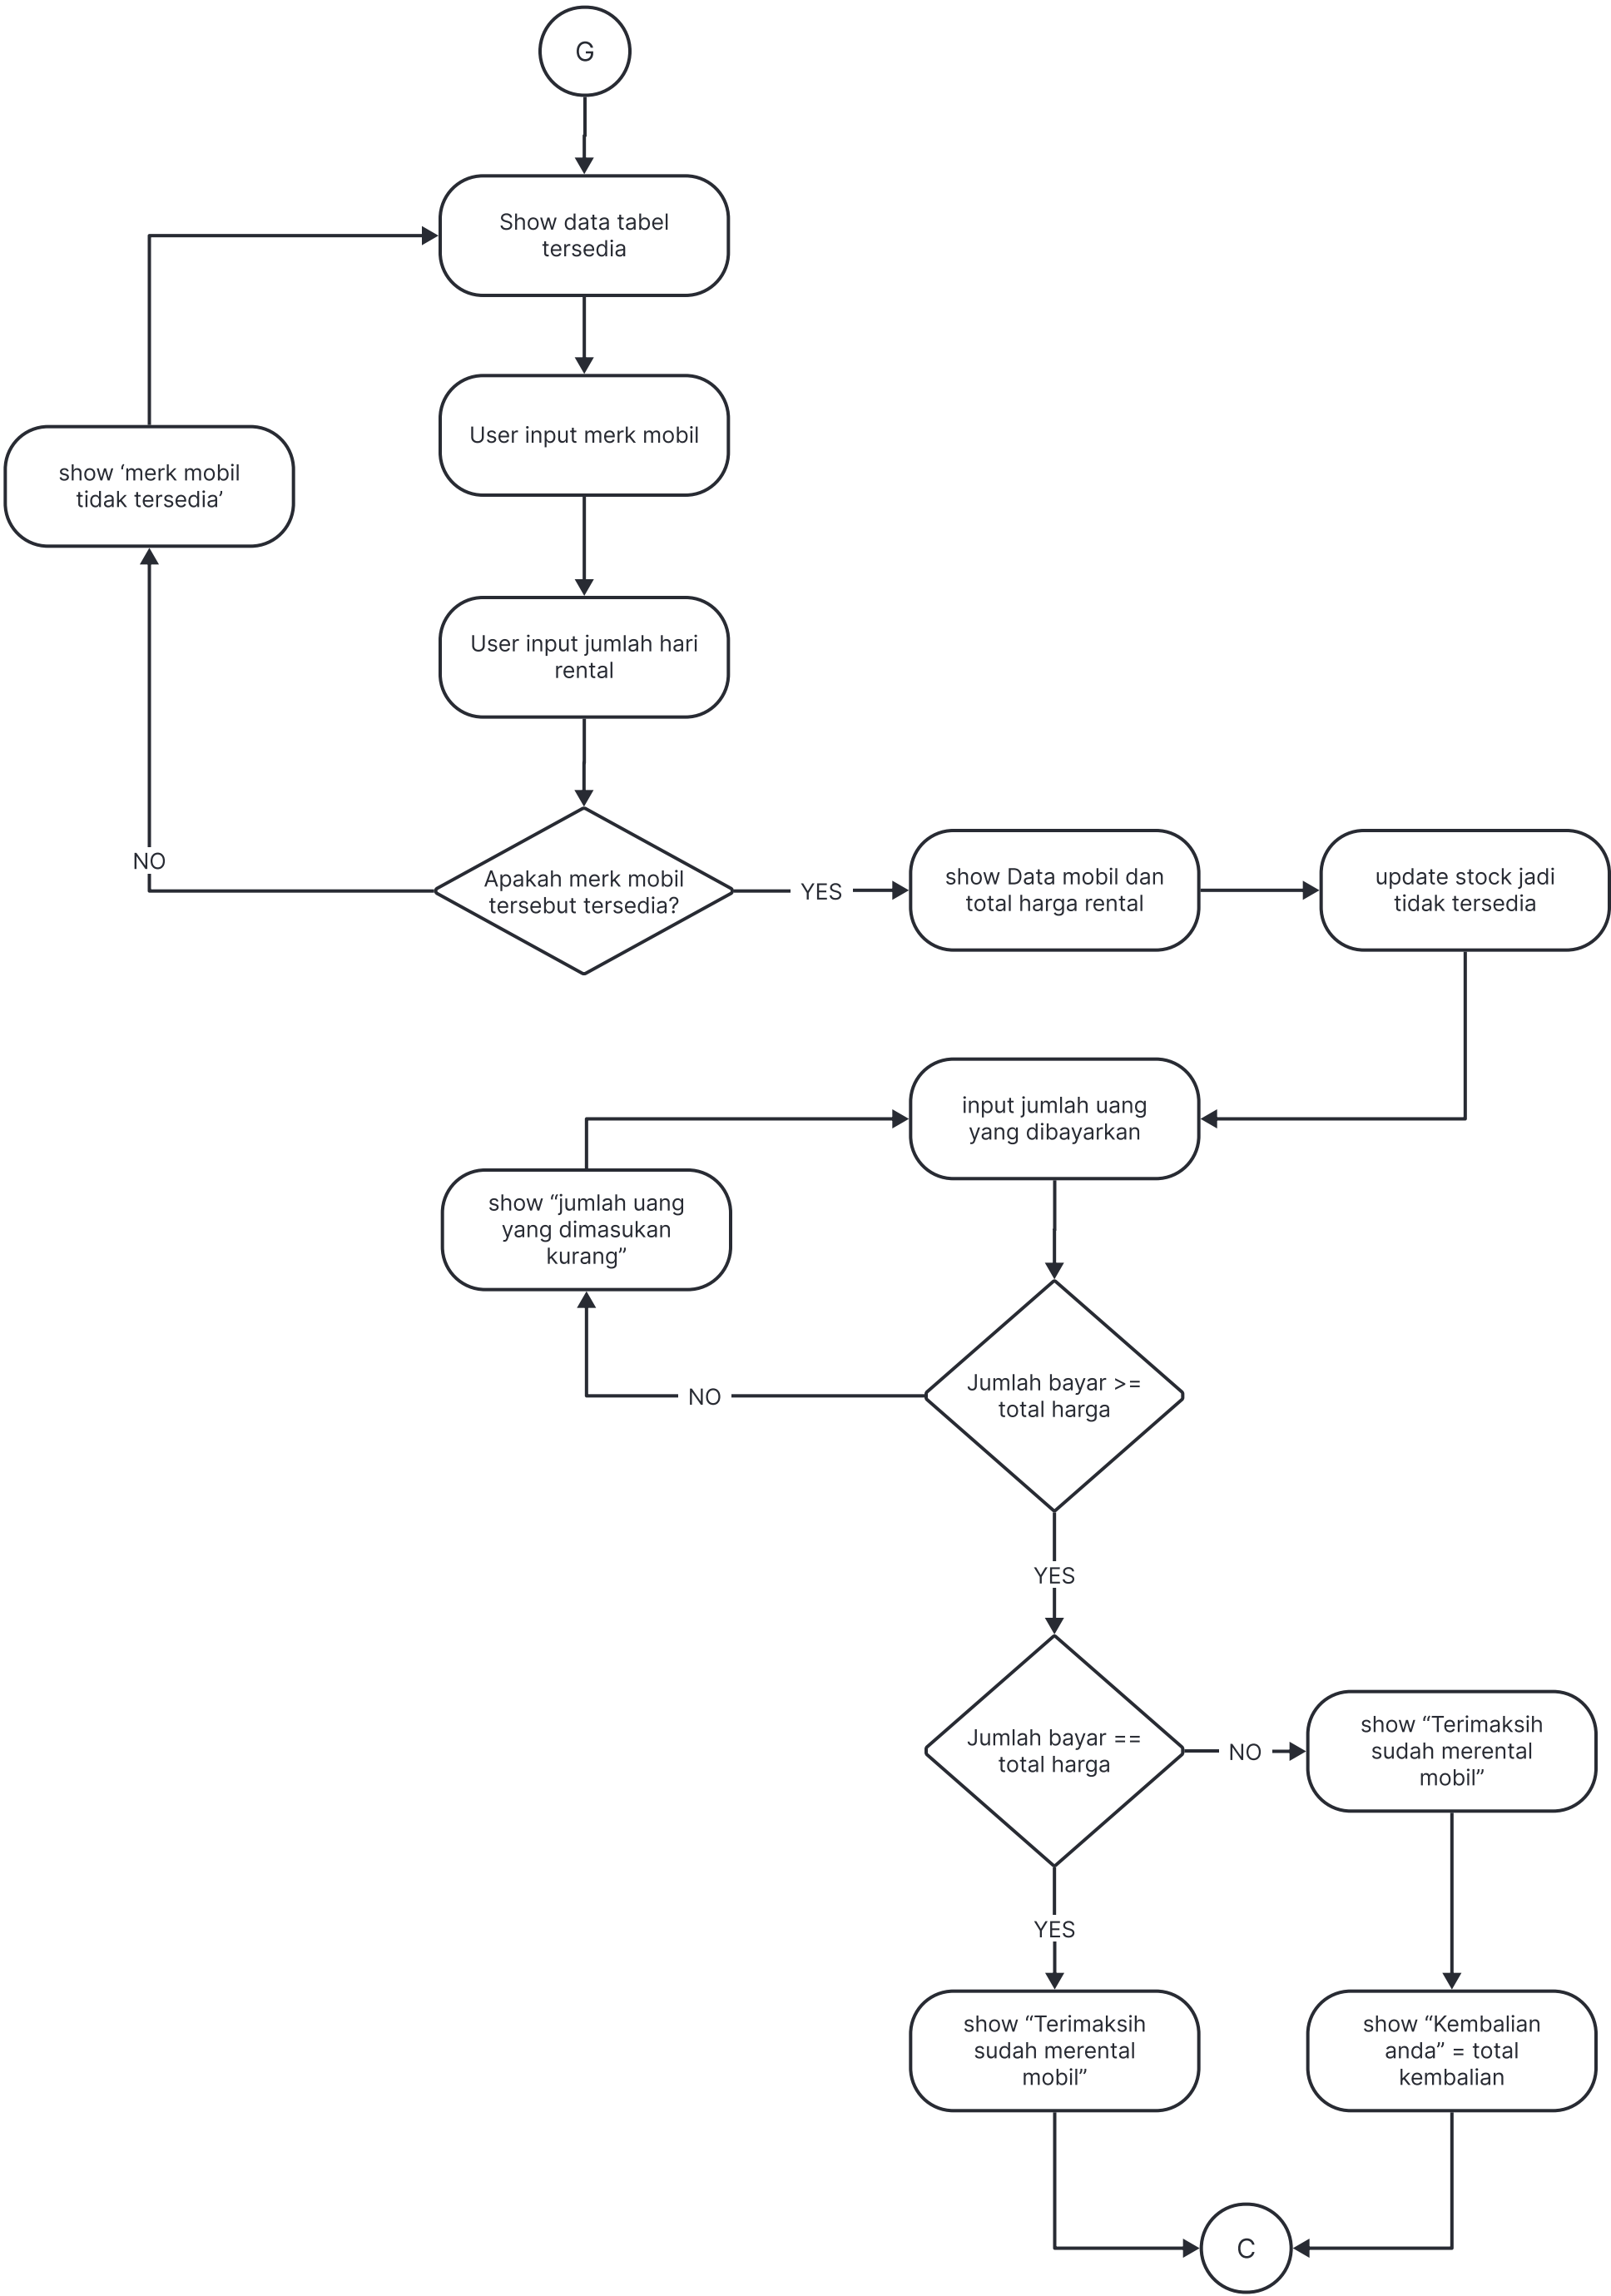 G
Show data tabel
tersedia
User input merk mobil
show ‘merk mobil
tidak tersedia’
User input jumlah hari
rental
NO
Apakah merk mobil
tersebut tersedia?
YES
show Data mobil dan
total harga rental
update stock jadi
tidak tersedia
input jumlah uang
yang dibayarkan
show “jumlah uang
yang dimasukan
kurang”
NO
Jumlah bayar >=
total harga
YES
Jumlah bayar ==
total harga
NO
show “Terimaksih
sudah merental
mobil”
YES
show “Terimaksih
sudah merental
mobil”
show “Kembalian
anda” = total
kembalian
C